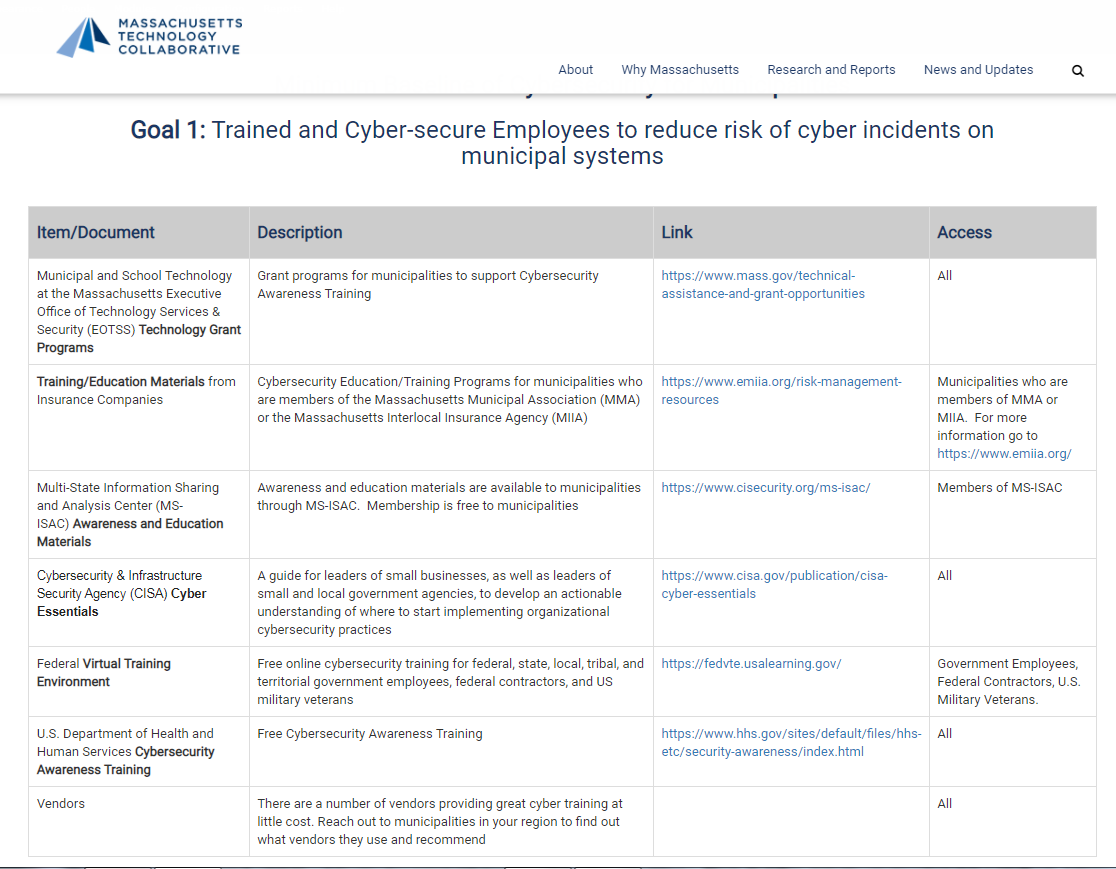 MASSACHUSETTS
TECHNOLOGY
COLLABORATIVE
About Why Massachusetts Research and Reports News and Updates
Goal 1: Trained and Cyber-secure Employees to reduce risk of cyber incidents on
municipal systems
Item/Document Description Link Access
Municipal and School Technology
at the Massachusetts Executive
Office of Technology Services &
Security (EOTSS) Technology Grant
Programs
Grant programs for municipalities to support Cybersecurity
Awareness Training
https://www.mass.gov/technical-
assistance-and-grant-opportunities
All
Training/Education Materials from
Insurance Companies
Cybersecurity Education/Training Programs for municipalities who
are members of the Massachusetts Municipal Association (MMA)
or the Massachusetts Interlocal Insurance Agency (MIIA)
https://www.emiia.org/risk-management-
resources
Municipalities who are
members of MMA or
MIIA. For more
information go to
https://www.emiia.org/
Multi-State Information Sharing
and Analysis Center (MS-
ISAC) Awareness and Education
Materials
Awareness and education materials are available to municipalities
through MS-ISAC. Membership is free to municipalities
https://www.cisecurity.org/ms-isac/
Members of MS-ISAC
Cybersecurity & Infrastructure
Security Agency (CISA) Cyber
Essentials
A guide for leaders of small businesses, as well as leaders of
small and local government agencies, to develop an actionable
understanding of where to start implementing organizational
cybersecurity practices
https://www.cisa.gov/publication/cisa-
cyber-essentials
All
Federal Virtual Training
Environment
Free online cybersecurity training for federal, state, local, tribal, and
territorial government employees, federal contractors, and US
military veterans
https://fedvte.usalearning.gov/
Government Employees,
Federal Contractors, U.S.
Military Veterans.
U.S. Department of Health and
Human Services Cybersecurity
Awareness Training
Free Cybersecurity Awareness Training
https://www.hhs.gov/sites/default/files/hhs-
etc/security-awareness/index.html
All
Vendors
There are a number of vendors providing great cyber training at
little cost. Reach out to municipalities in your region to find out
what vendors they use and recommend
All